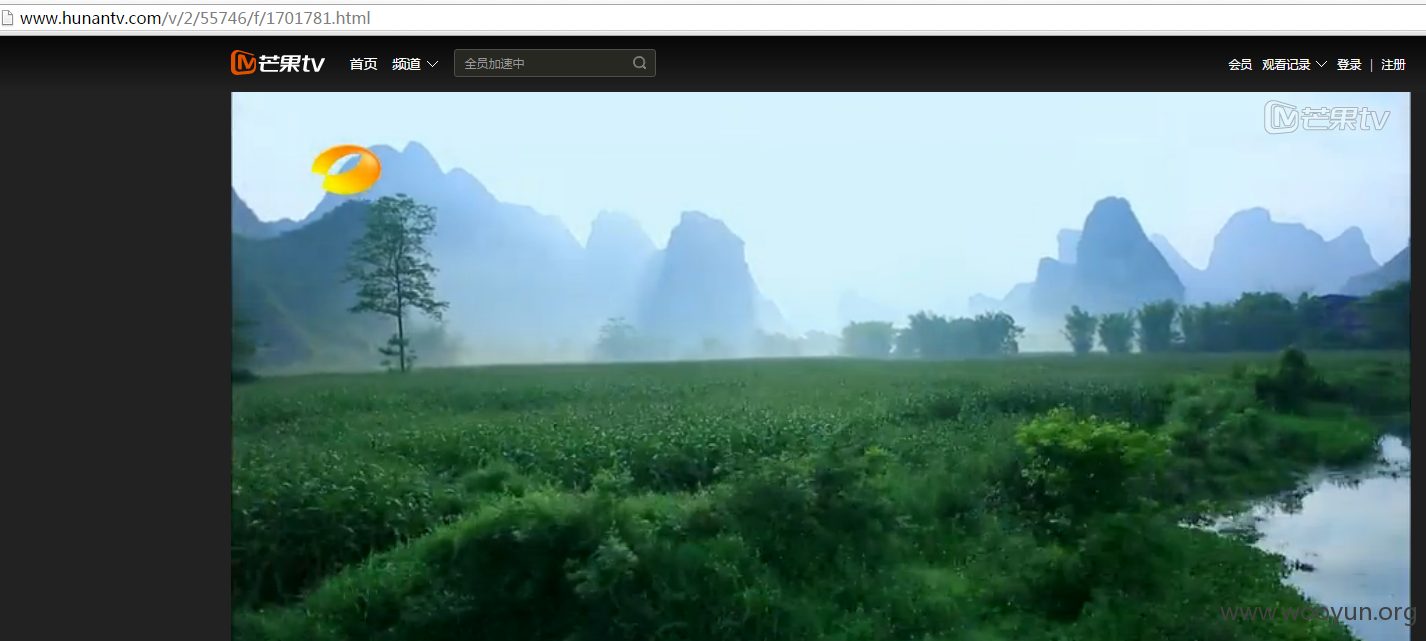 www.hunantv.com/v/2/55746/f/1701781.html
芒果tv 首页 频道 全员加速中 会员 观看记录 登录 | 注册
芒果tv
www.wooyun.org